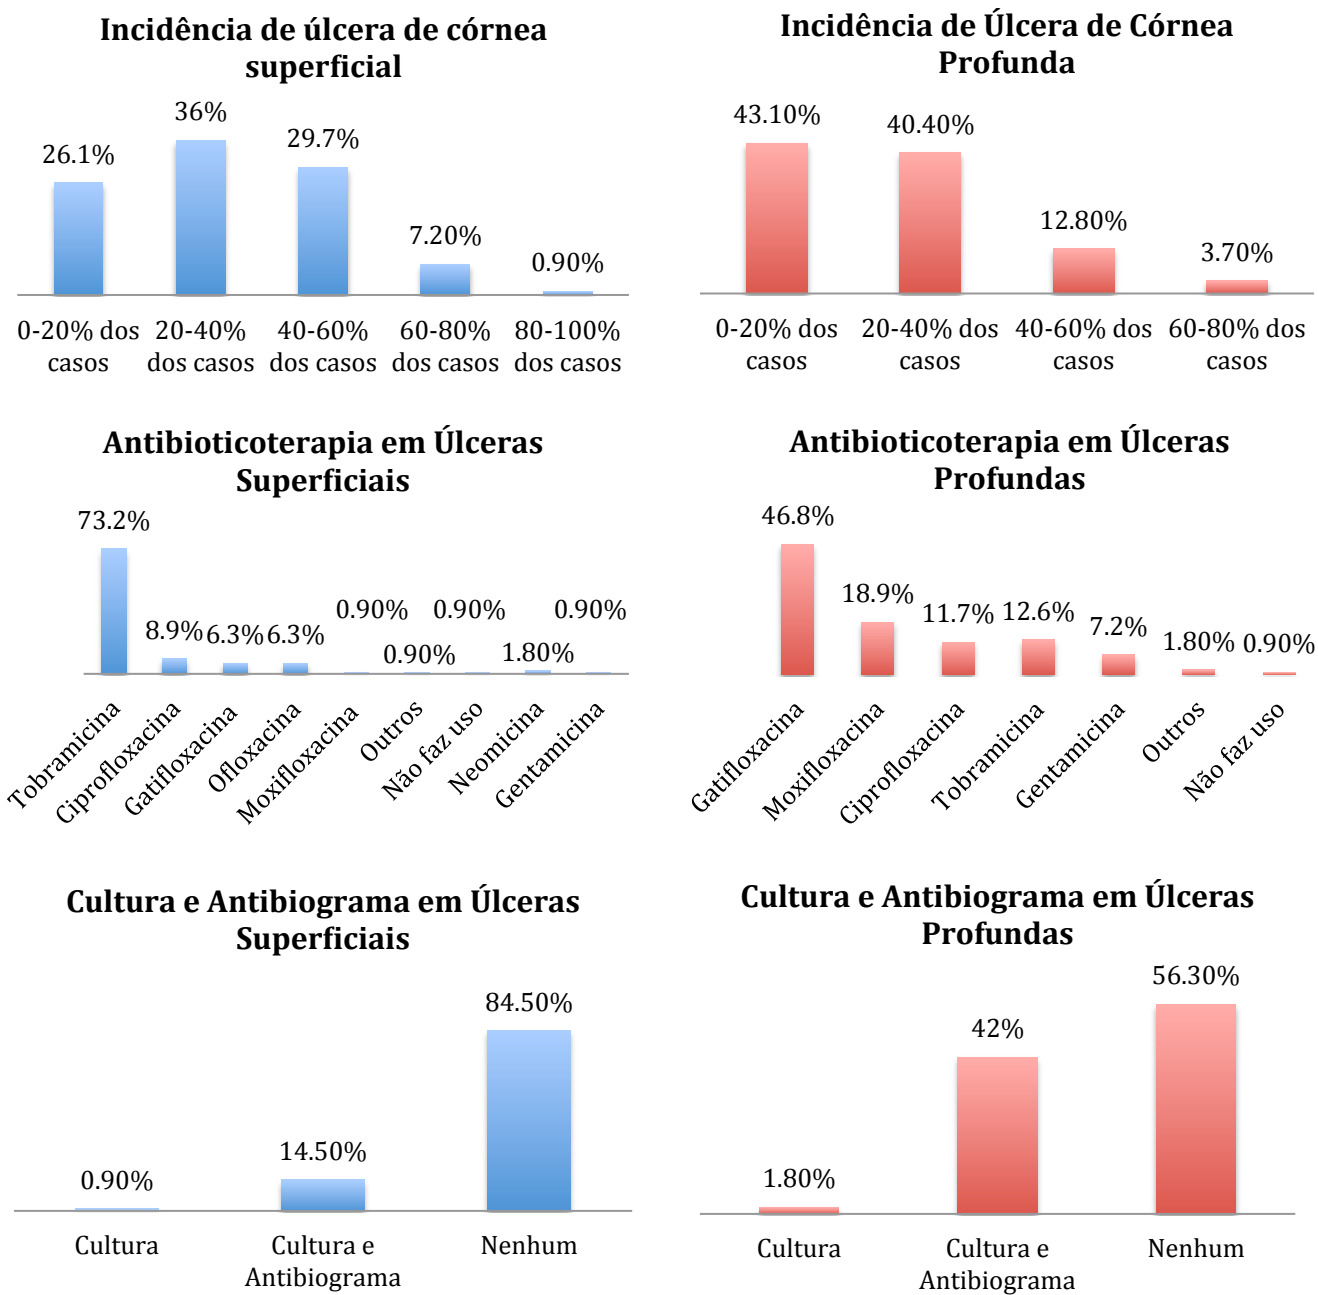 Incidência de úlcera de córnea
superficial
26.1%
36%
29.7%
7.20%
0.90%
0-20% dos
casos
20-40%
dos casos
40-60%
dos casos
60-80%
dos casos
80-100%
dos casos
Incidência de Úlcera de Córnea
Profunda
43.10%
40.40%
12.80%
3.70%
0-20% dos
casos
20-40% dos
casos
40-60% dos
casos
60-80% dos
casos
Antibioticoterapia em Úlceras
Superficiais
73.2%
8.9%
6.3%
6.3%
0.90%
0.90%
0.90%
1.80%
0.90%
Tobramicina
Ciprofloxacina
Gatifloxacina
Ofloxacina
Moxifloxacina
Outros
Não faz uso
Neomicina
Gentamicina
Antibioticoterapia em Úlceras
Profundas
46.8%
18.9%
11.7%
12.6%
7.2%
1.80%
0.90%
Gatifloxacina
Moxifloxacina
Ciprofloxacina
Tobramicina
Gentamicina
Outros
Não faz uso
Cultura e Antibiograma em Úlceras
Superficiais
0.90%
14.50%
84.50%
Cultura
Cultura e
Antibiograma
Nenhum
Cultura e Antibiograma em Úlceras
Profundas
1.80%
42%
56.30%
Cultura
Cultura e
Antibiograma
Nenhum